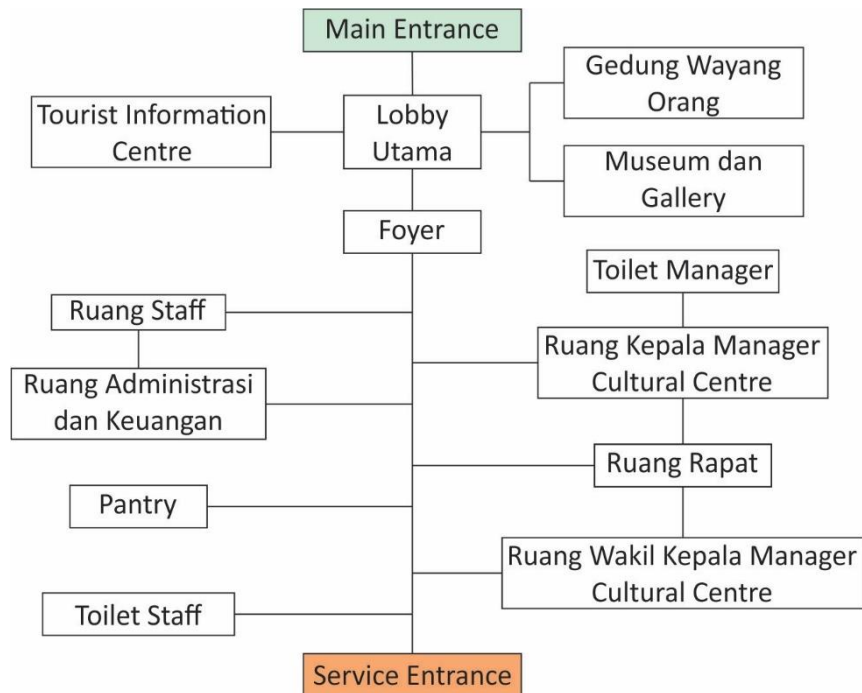 Main Entrance
Tourist Information
Centre
Lobby
Utama
Gedung Wayang
Orang
Museum dan
Gallery
Foyer
Toilet Manager
Ruang Staff
Ruang Kepala Manager
Cultural Centre
Ruang Administrasi
dan Keuangan
Ruang Rapat
Pantry
Ruang Wakil Kepala Manager
Cultural Centre
Toilet Staff
Service Entrance